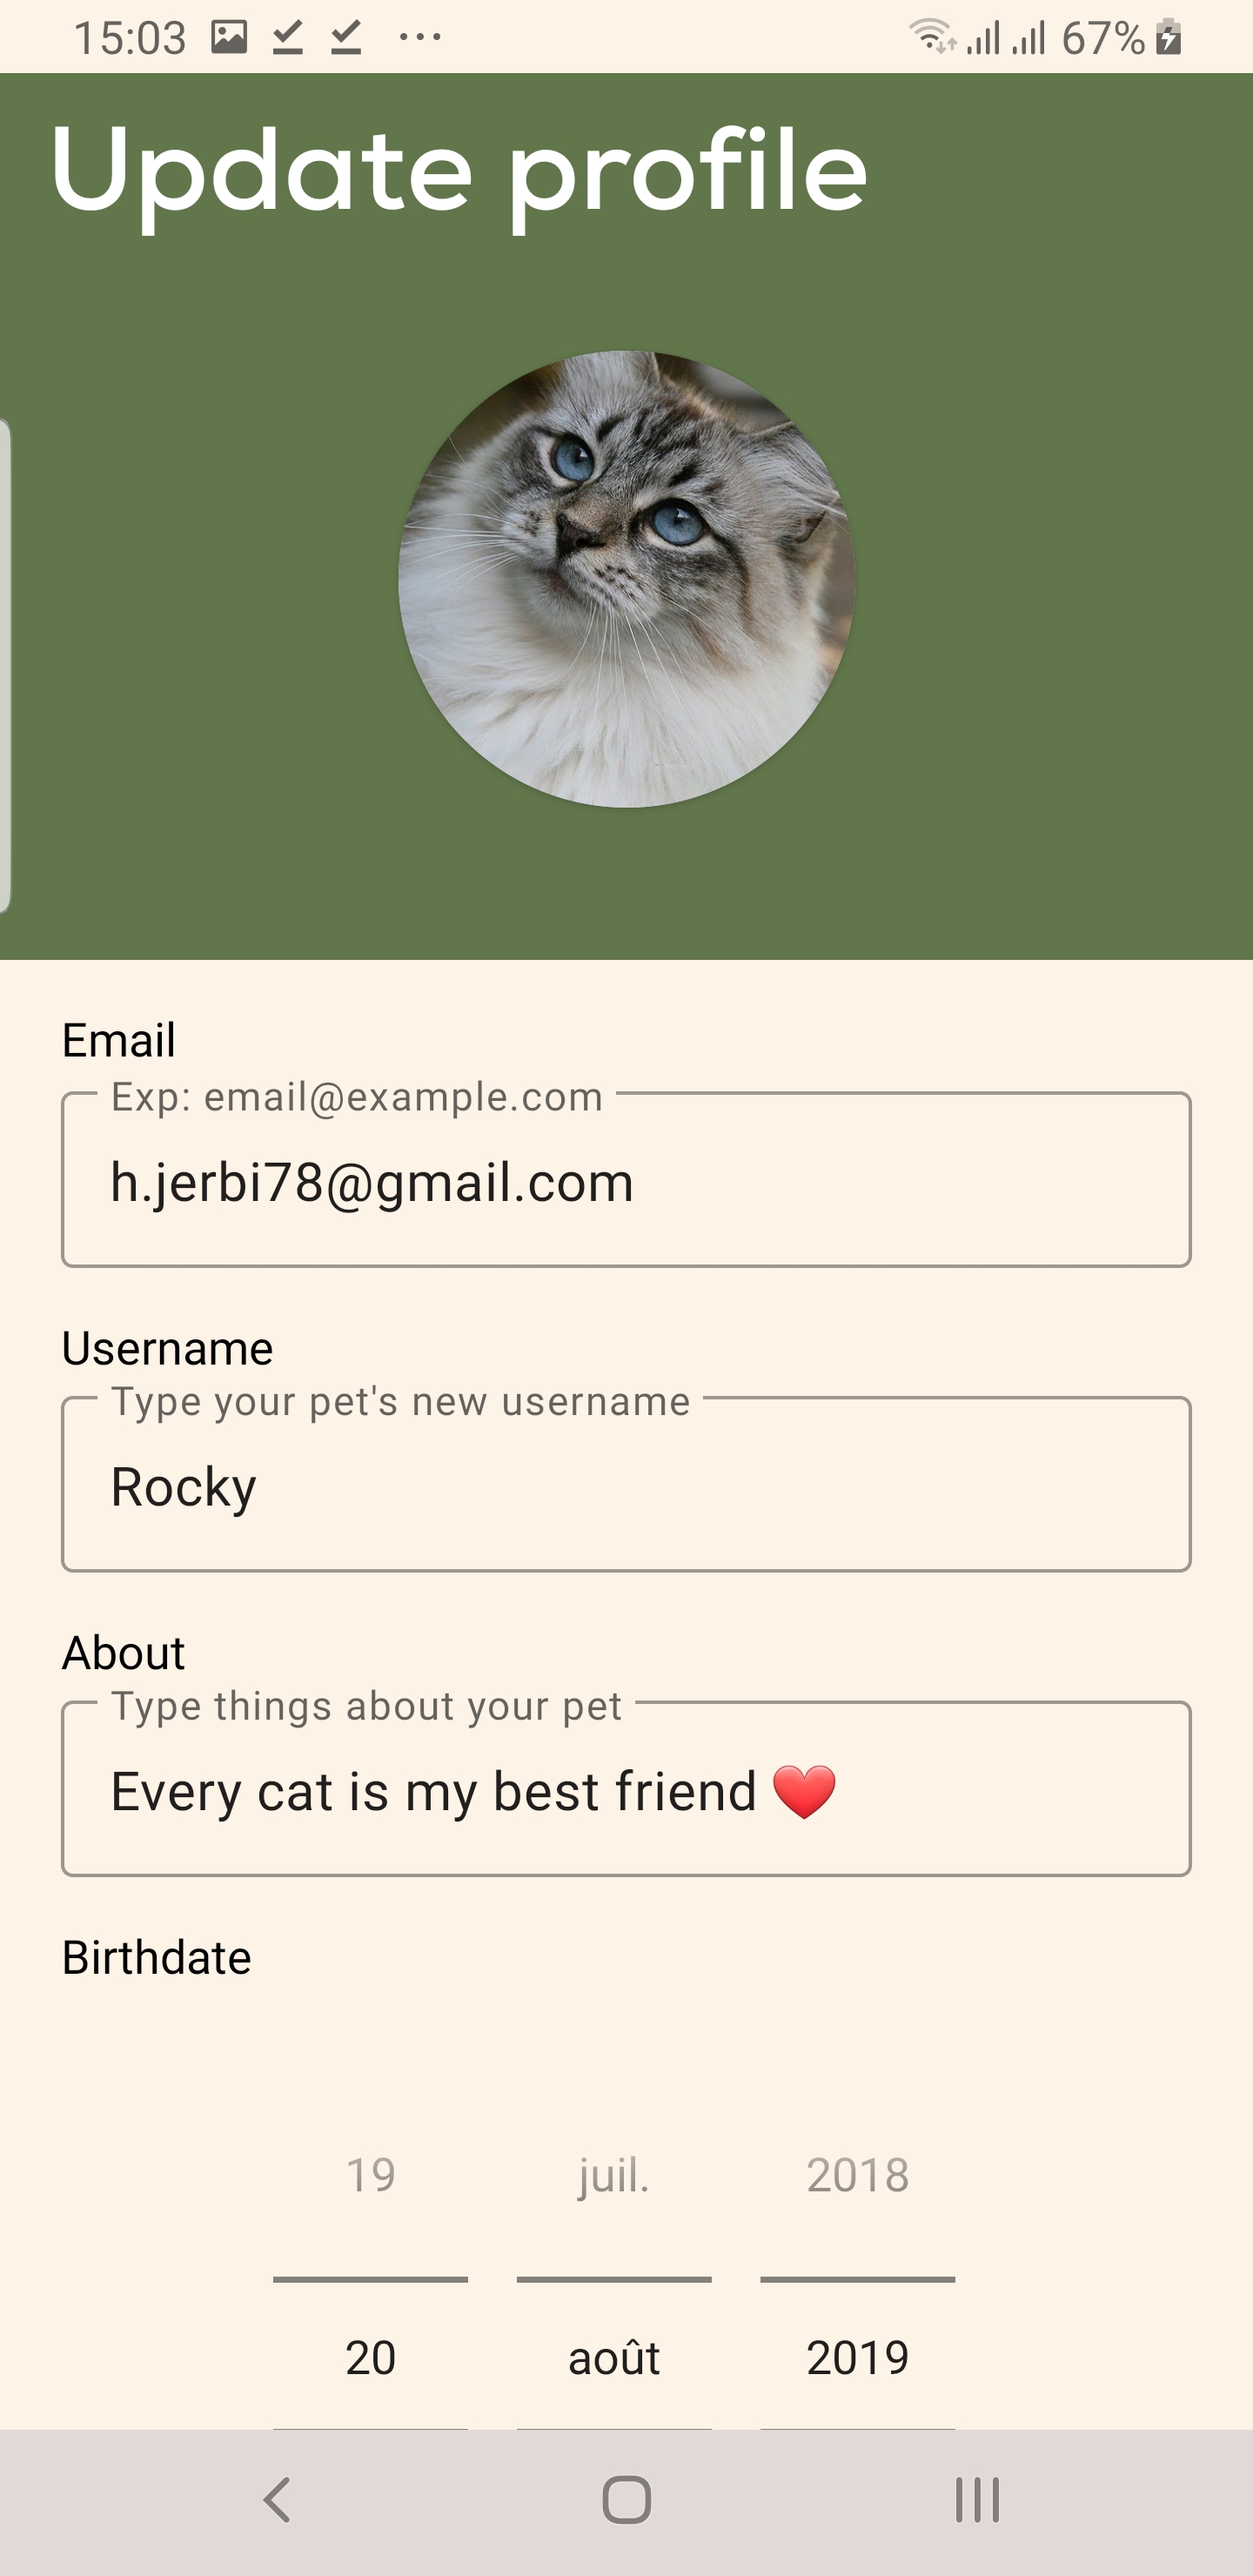 15:03 67%
Update profile
Email
Exp: email@example.com
h.jerbi78@gmail.com
Username
Type your pet's new username
Rocky
About
Type things about your pet
Every cat is my best friend ❤️
Birthdate
19 juil. 2018
20 août 2019